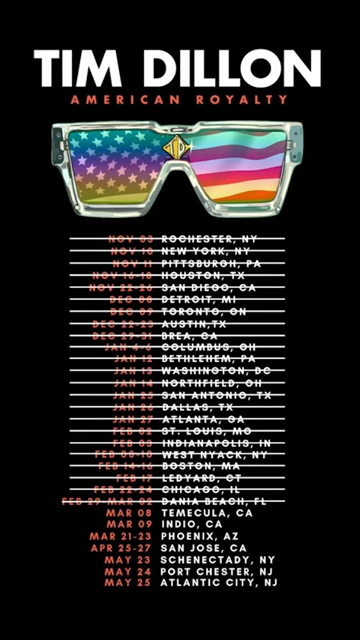 TIM DILLON
AMERICAN ROYALTY
TD
NOV 03 ROCHESTER, NY
NOV 10 NEW YORK, NY
NOV 11 PITTSBURGH, PA
NOV 16-18 HOUSTON, TX
NOV 22-26 SAN DIEGO, CA
DEC 08 DETROIT, MI
DEC 09 TORONTO, ON
DEC 22-23 AUSTIN,TX
DEC 29-31 BREA, CA
JAN 4-6 COLUMBUS, OH
JAN 12 BETHLEHEM, PA
JAN 13 WASHINGTON, DC
JAN 14 NORTHFIELD, OH
JAN 25 SAN ANTONIO, TX
JAN 26 DALLAS, TX
JAN 27 ATLANTA, GA
FEB 02 ST. LOUIS, MO
FEB 03 INDIANAPOLIS, IN
FEB 08-10 WEST NYACK, NY
FEB 14-16 BOSTON, MA
FEB 17 LEDYARD, CT
FEB 22-24 CHICAGO, IL
FEB 29-MAR 02 DANIA BEACH, FL
MAR 08 TEMECULA, CA
MAR 09 INDIO, CA
MAR 21-23 PHOENIX, AZ
APR 25-27 SAN JOSE, CA
MAY 23 SCHENECTADY, NY
MAY 24 PORT CHESTER, NJ
MAY 25 ATLANTIC CITY, NJ